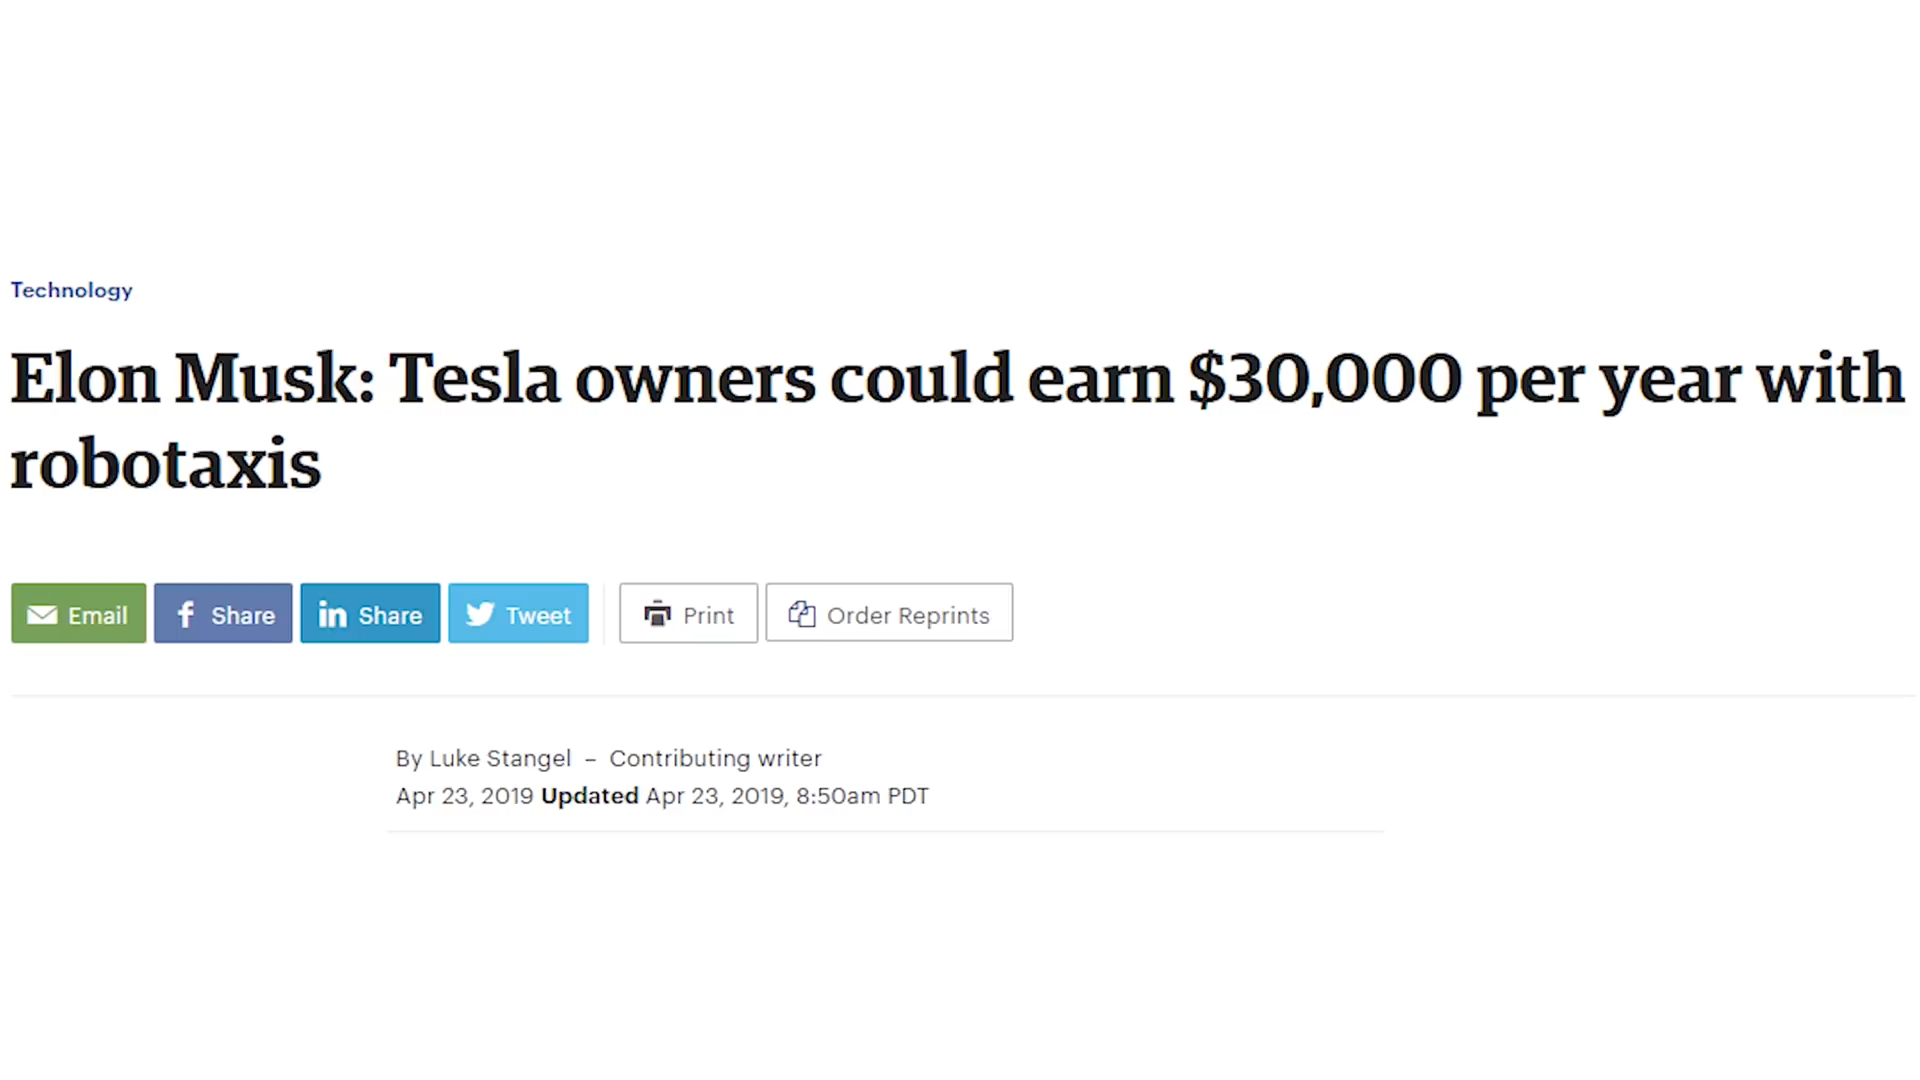 Technology
Elon Musk: Tesla owners could earn $30,000 per year with
robotaxis
Email Share Share Tweet Print Order Reprints
By Luke Stangel – Contributing writer
Apr 23, 2019 Updated Apr 23, 2019, 8:50am PDT